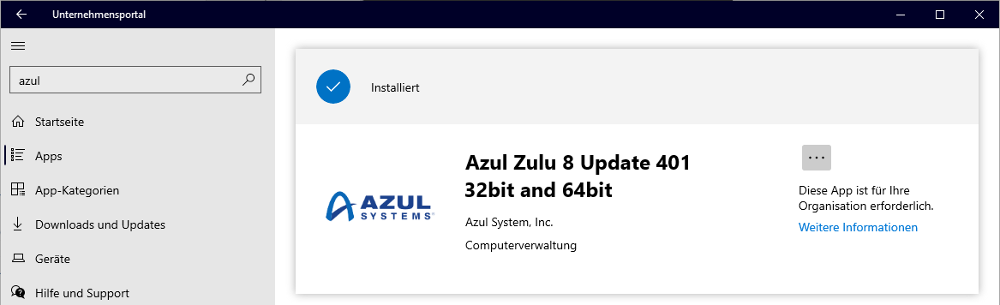 Unternehmensportal
azul
Startseite
Apps
App-Kategorien
Downloads und Updates
Geräte
Hilfe und Support
Installiert
Azul Zulu 8 Update 401
32bit and 64bit
AZUL
SYSTEMS®
Azul System, Inc.
Computerverwaltung
...
Diese App ist für Ihre
Organisation erforderlich.
Weitere Informationen